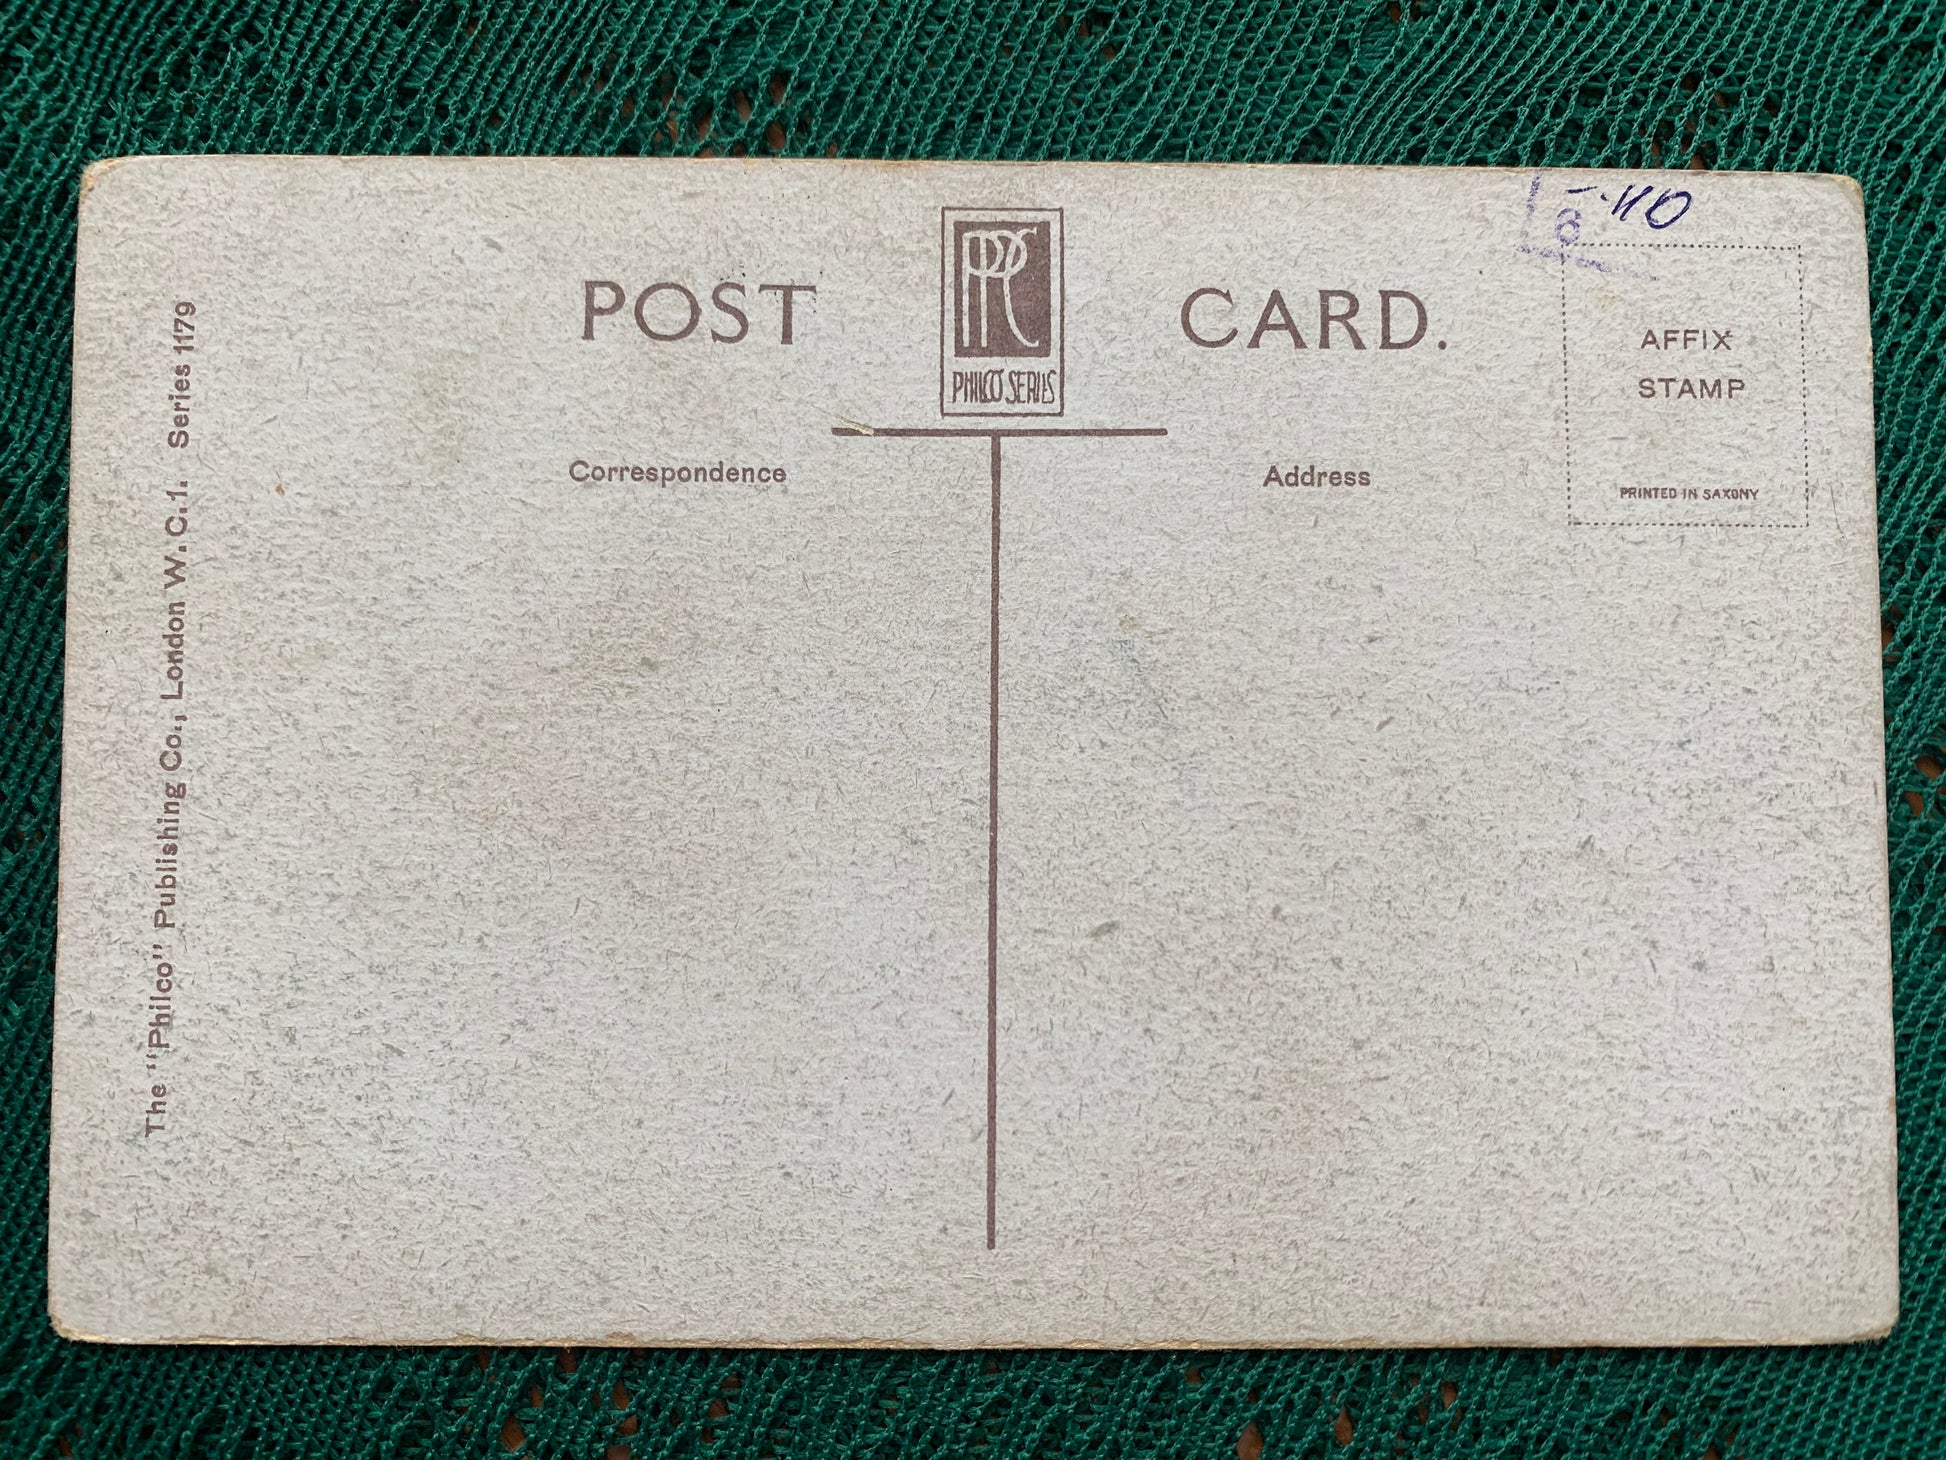 POST CARD.
PHILCO SERIES
Correspondence
Address
AFFIX
STAMP
PRINTED IN SAXONY
The "Philco" Publishing Co., London W.C.1. Series 1179
6